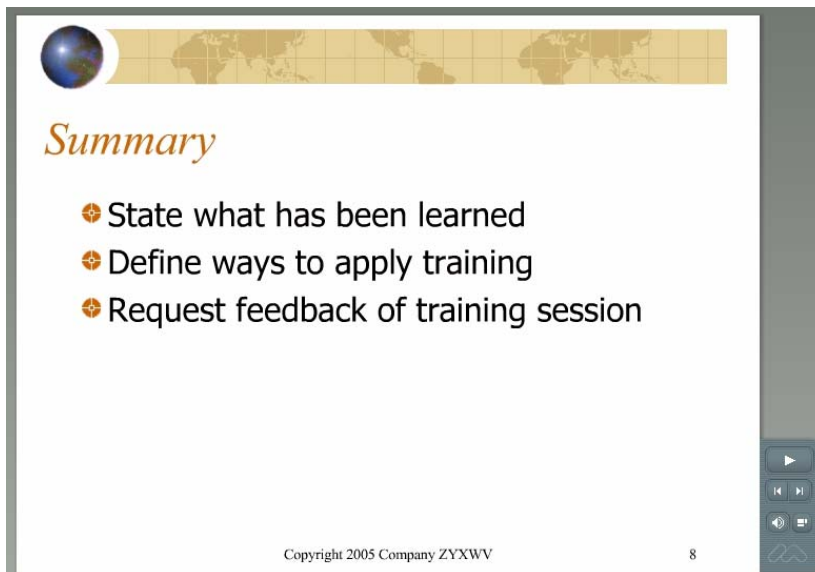 Summary
State what has been learned
Define ways to apply training
Request feedback of training session
Copyright 2005 Company ZYXWV
8